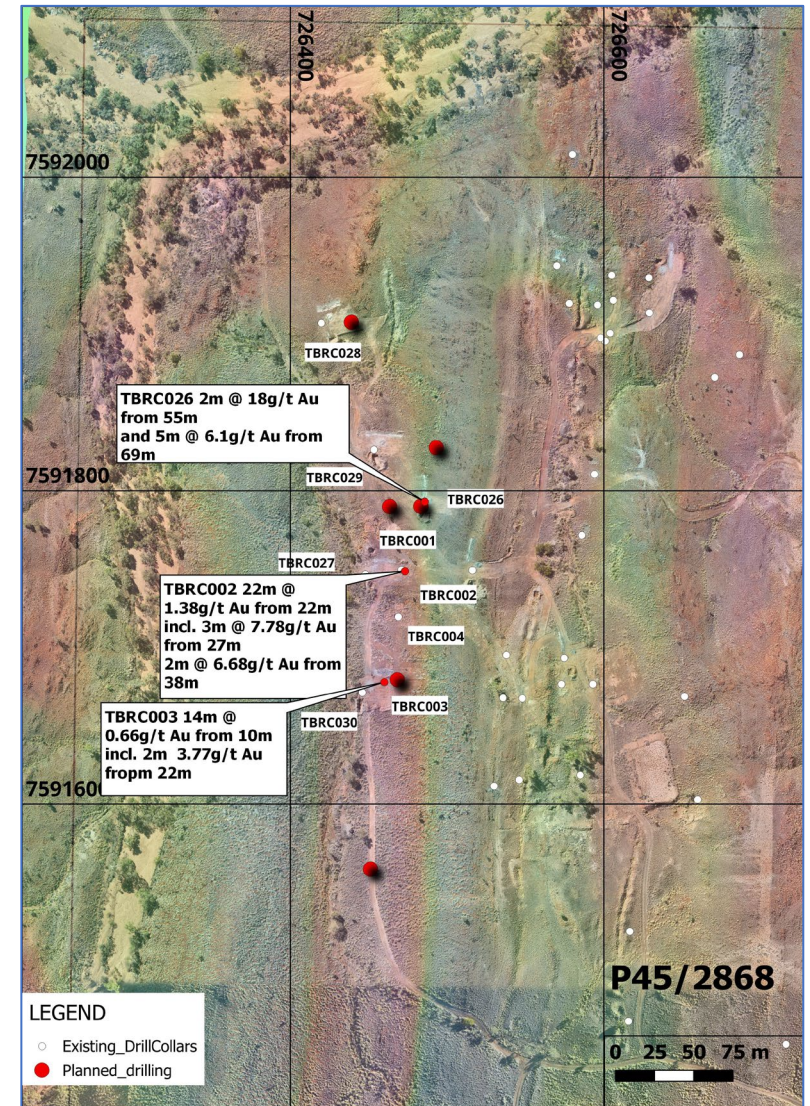 726400
726600
7592000
TBRC028
TBRC026 2m @ 18g/t Au
from 55m
and 5m @ 6.1g/t Au from
69m
7591800
TBRC029
TBRC026
TBRC001
TBRC027
TBRC002
TBRC002 22m @
1.38g/t Au from 22m
incl. 3m @ 7.78g/t Au
from 27m
2m @ 6.68g/t Au from
38m
TBRC004
TBRC003
TBRC030
TBRC003 14m @
0.66g/t Au from 10m
incl. 2m 3.77g/t Au
fropm 22m
7591600
P45/2868
LEGEND
Existing_DrillCollars
Planned_drilling
0 25 50 75 m